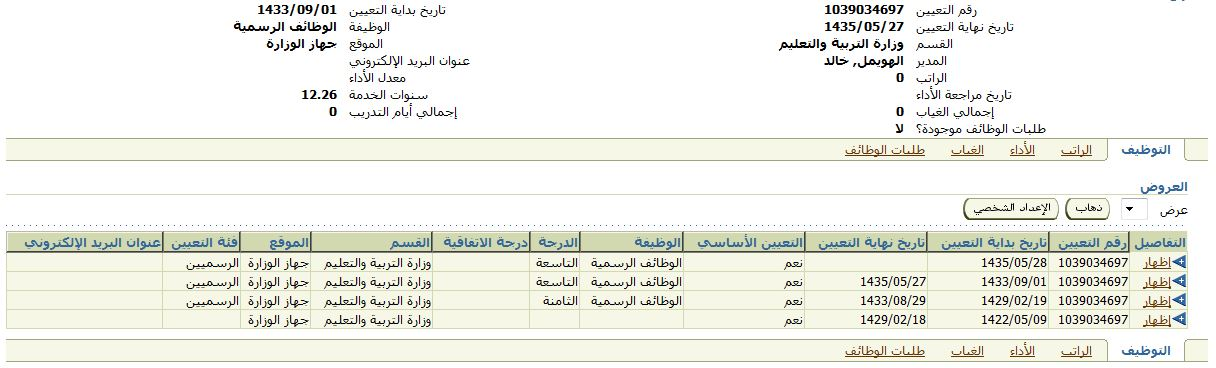 رقم التعيين 1039034697 تاريخ بداية التعيين 1433/09/01
تاريخ نهاية التعيين 1435/05/27 الوظيفة الوظائف الرسمية
القسم وزارة التربية والتعليم الموقع جهاز الوزارة
المدير الهويمل, خالد عنوان البريد الإلكتروني
الراتب 0 معدل الأداء
تاريخ مراجعة الأداء سنوات الخدمة 12.26
إجمالي الغياب 0 إجمالي أيام التدريب 0
طلبات الوظائف موجودة؟ لا
التوظيف الراتب الأداء الغياب طلبات الوظائف
العروض
عرض ذهاب الإعداد الشخصي
التفاصيل رقم التعيين تاريخ بداية التعيين تاريخ نهاية التعيين التعيين الأساسي الوظيفة الدرجة درجة الاتفاقية القسم الموقع فئة التعيين عنوان البريد الإلكتروني
إظهار 1039034697 1435/05/28 نعم الوظائف الرسمية التاسعة وزارة التربية والتعليم جهاز الوزارة الرسميين
إظهار 1039034697 1433/09/01 1435/05/27 نعم الوظائف الرسمية التاسعة وزارة التربية والتعليم جهاز الوزارة الرسميين
إظهار 1039034697 1429/02/19 1433/08/29 نعم الوظائف الرسمية الثامنة وزارة التربية والتعليم جهاز الوزارة الرسميين
إظهار 1039034697 1422/05/09 1429/02/18 نعم وزارة التربية والتعليم جهاز الوزارة
التوظيف الراتب الأداء الغياب طلبات الوظائف